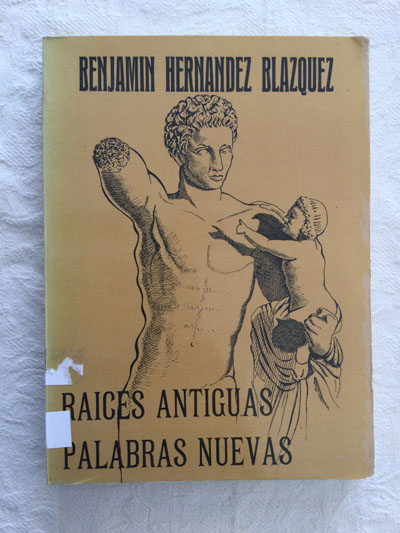 BENJAMIN HERNANDEZ BLAZQUEZ
RAICES ANTIGUAS
PALABRAS NUEVAS